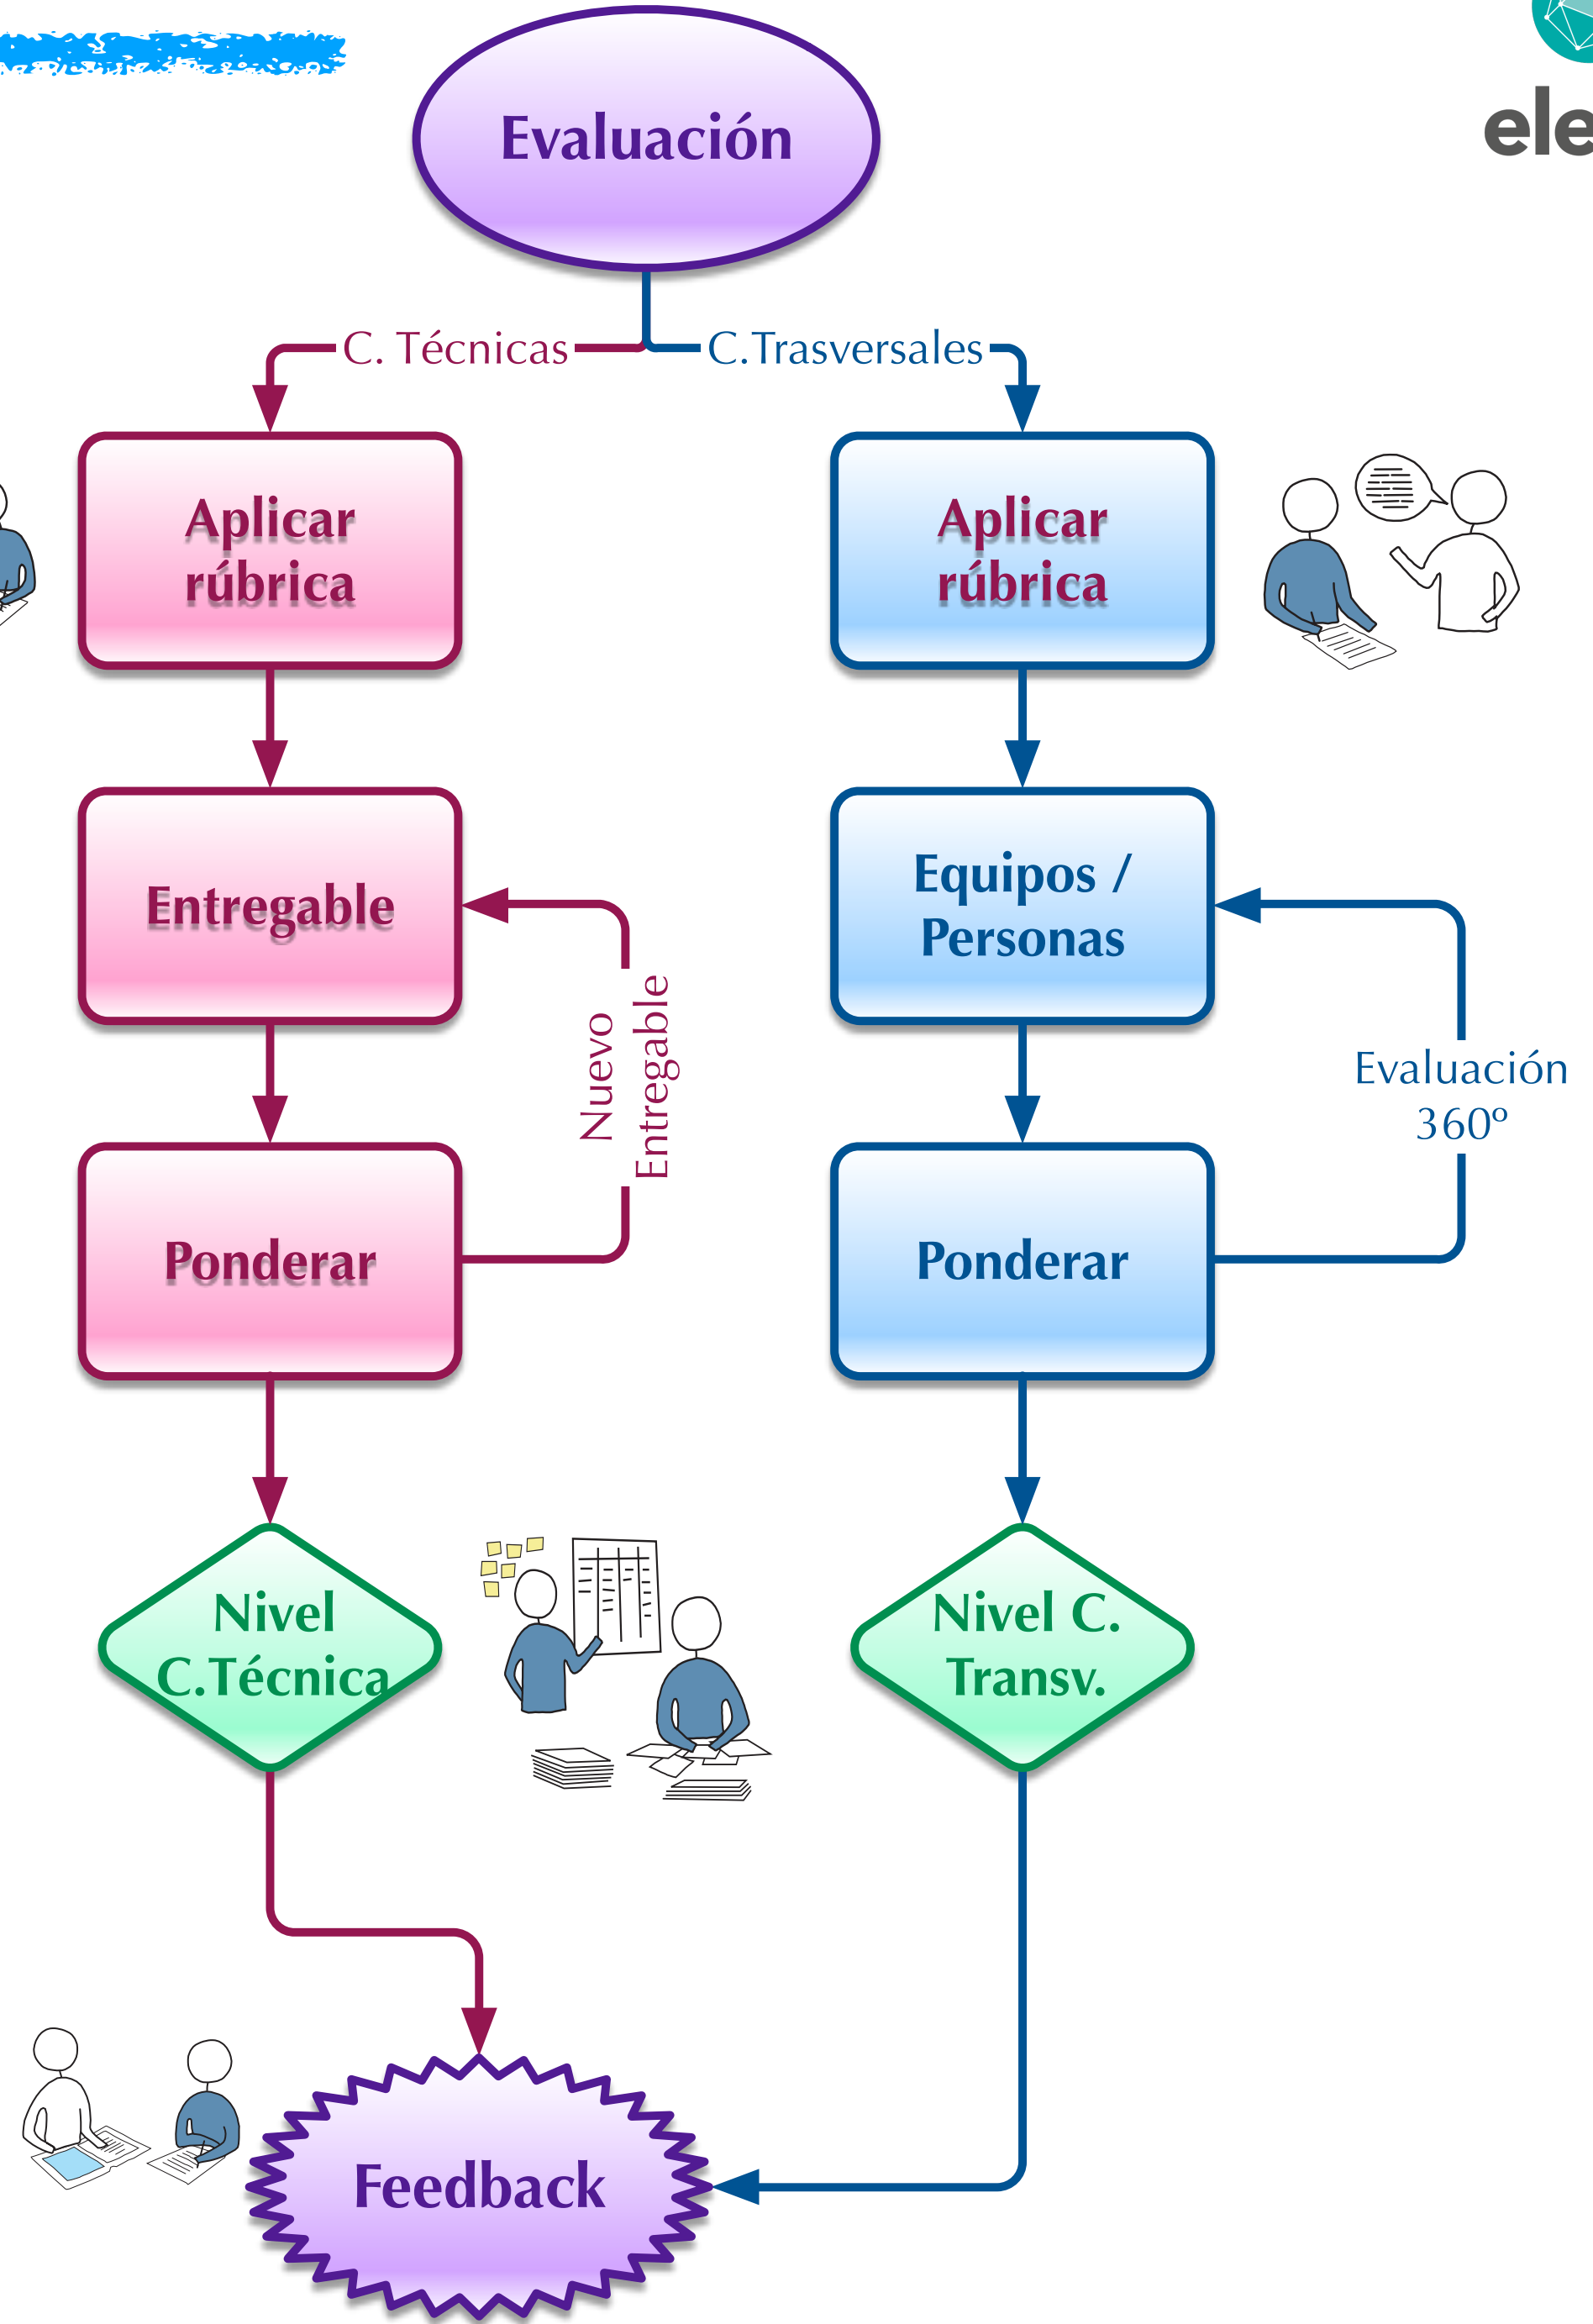 Evaluación
ele
C. Técnicas
C.Trasversales
Aplicar
rúbrica
Aplicar
rúbrica
Entregable
Equipos /
Personas
Nuevo
Entregable
Evaluación
360º
Ponderar
Ponderar
Nivel
C.Técnica
Nivel C.
Transv.
Feedback